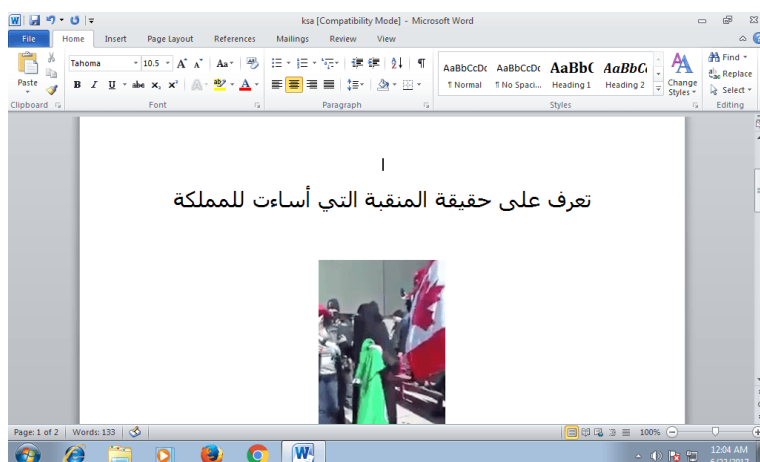 ksa [Compatibility Mode] - Microsoft Word
File Home Insert Page Layout References Mailings Review View
Paste
Tahoma 10.5
Clipboard Font Paragraph Styles Editing
AaBbCcDc AaBbCcDc AaBb( AaBbCc
¶ Normal ¶ No Spaci... Heading 1 Heading 2
Change Styles
Find
Replace
Select
تعرف على حقيقة المنقبة التي أساءت للمملكة
Page: 1 of 2 Words: 133 100%
12:04 AM